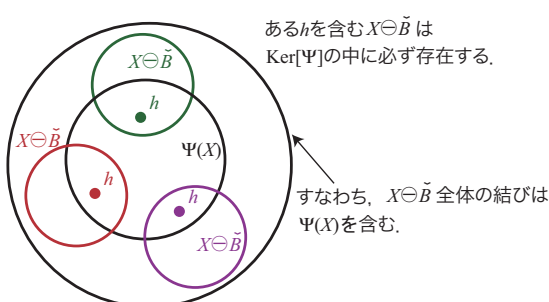 あるhを含む X⊖B̌ は
Ker[Ψ]の中に必ず存在する.
X⊖B̌
h
Ψ(X)
X⊖B̌
h
h
X⊖B̌
すなわち, X⊖B̌ 全体の結びは
Ψ(X)を含む.